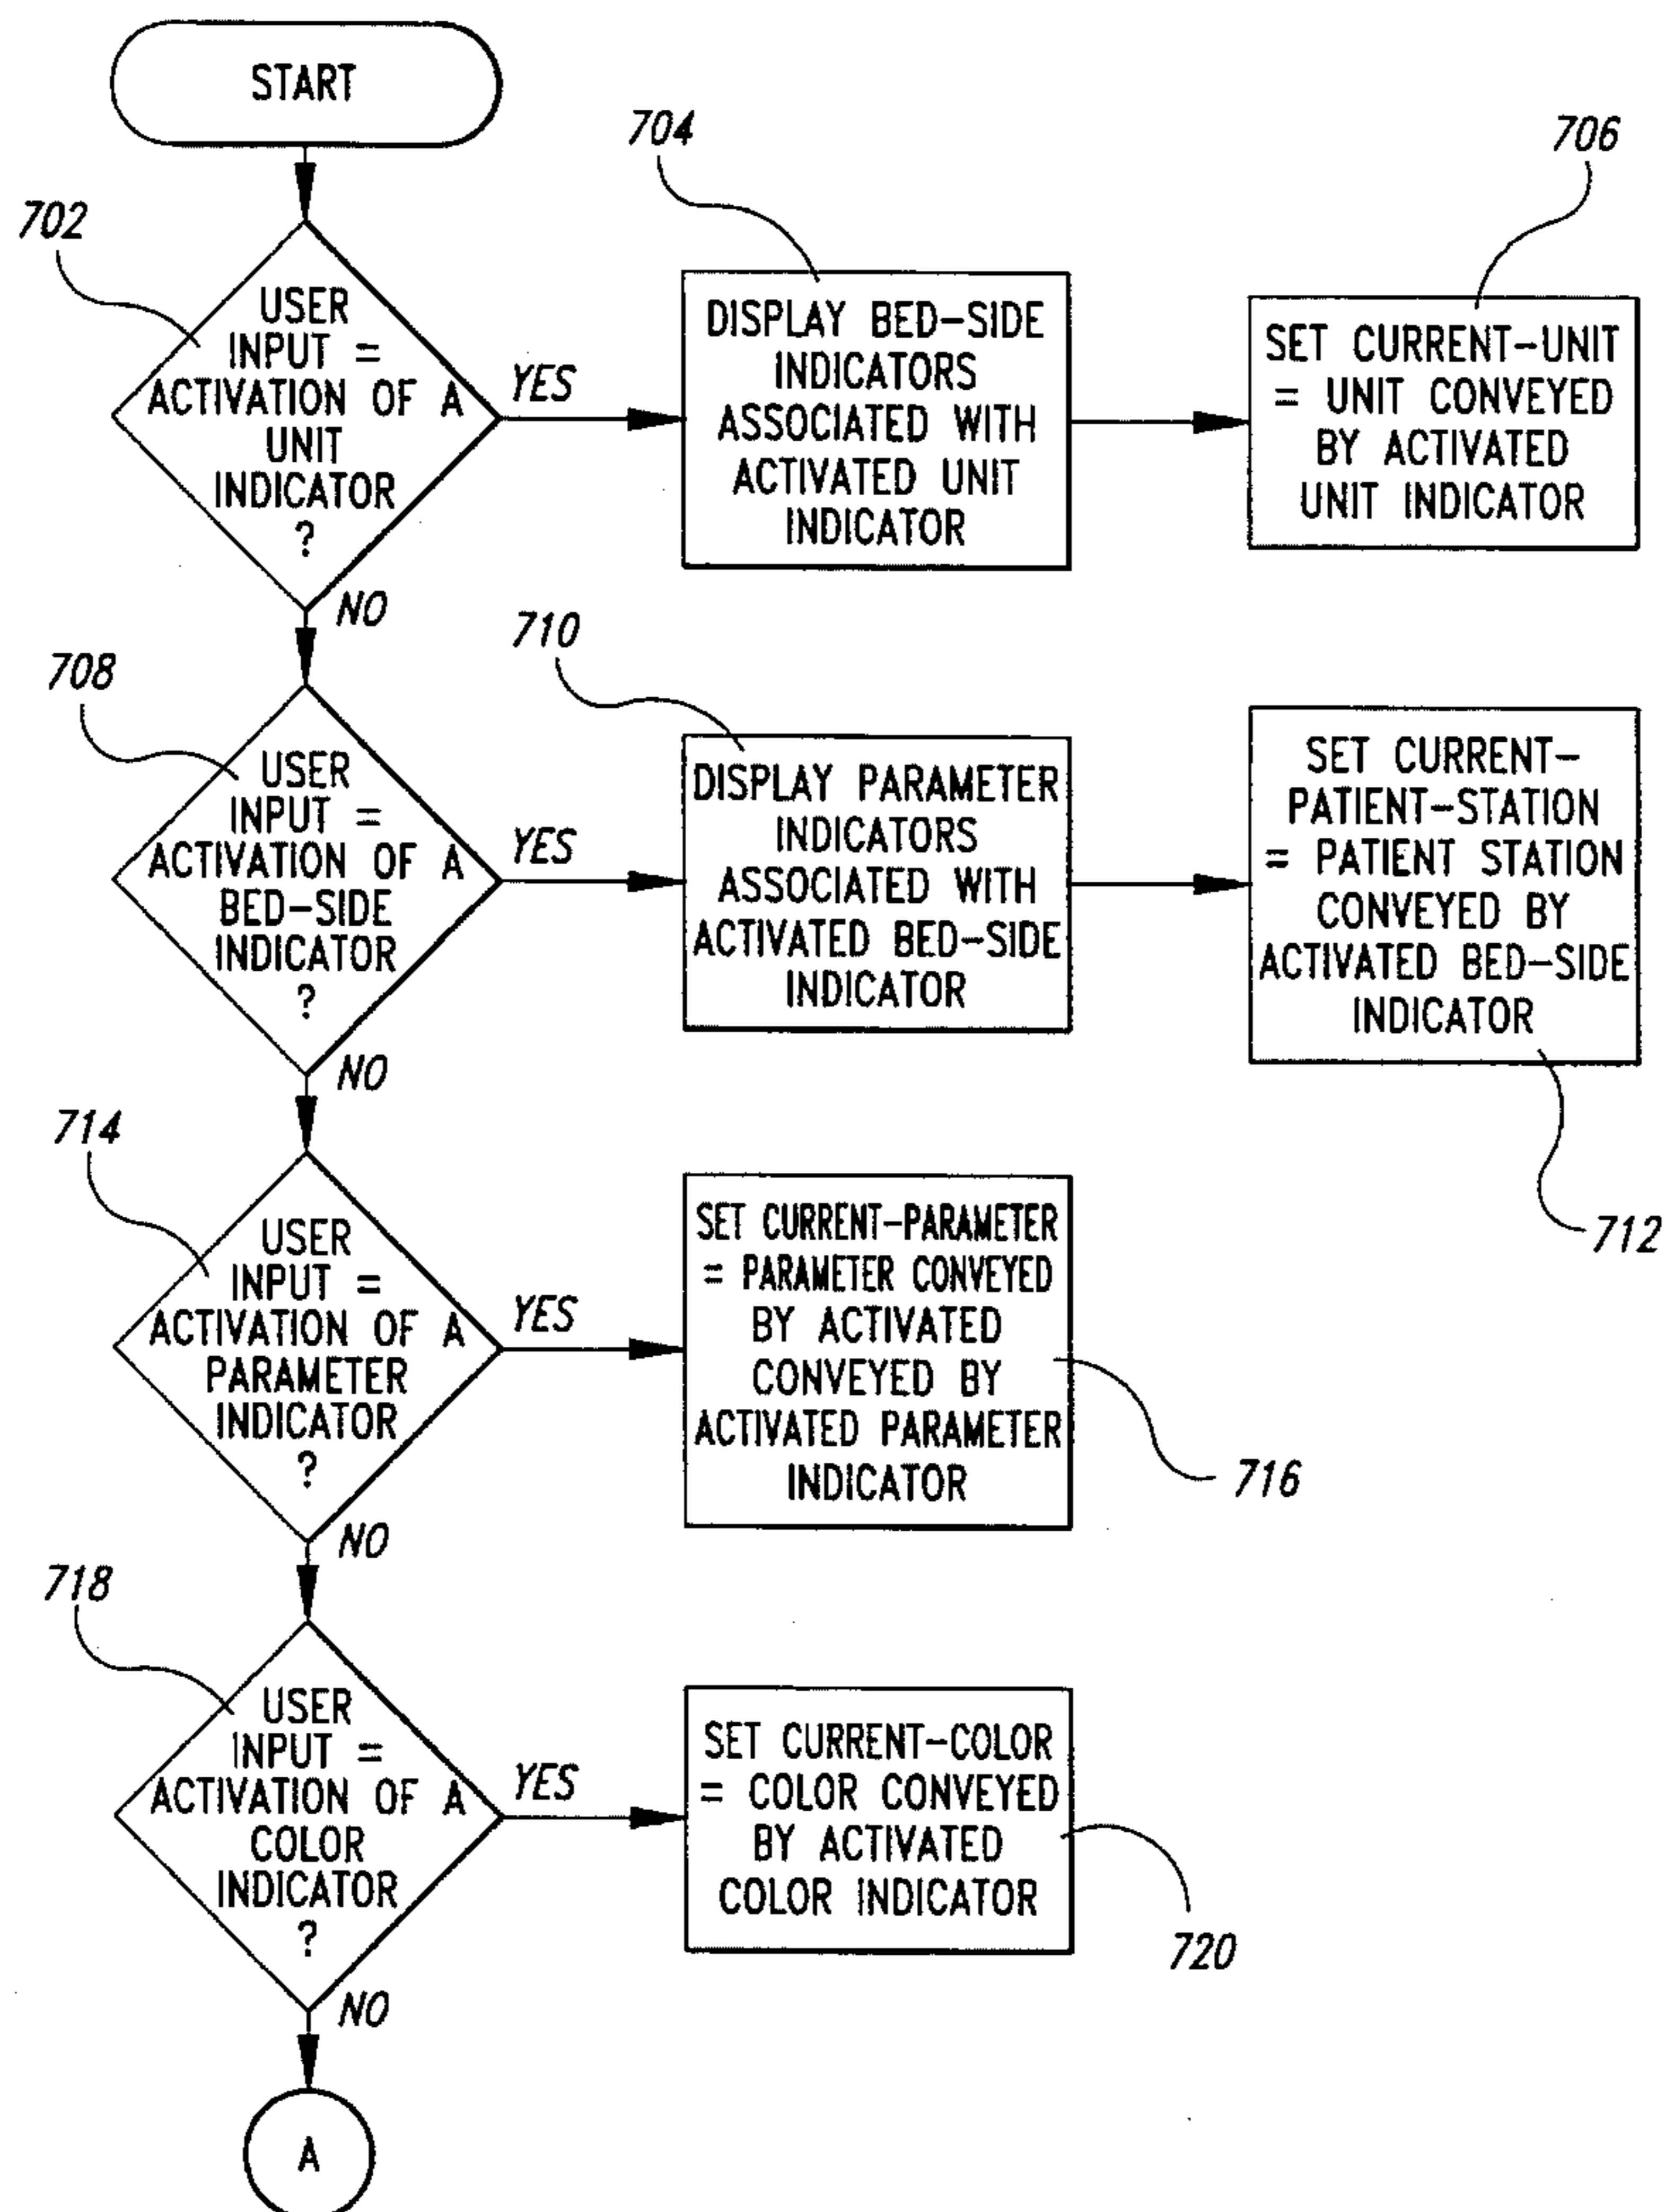 START
702
USER
INPUT =
ACTIVATION OF A
UNIT
INDICATOR
?
YES
NO
704
DISPLAY BED-SIDE
INDICATORS
ASSOCIATED WITH
ACTIVATED UNIT
INDICATOR
706
SET CURRENT-UNIT
= UNIT CONVEYED
BY ACTIVATED
UNIT INDICATOR
708
USER
INPUT =
ACTIVATION OF A
BED-SIDE
INDICATOR
?
YES
NO
710
DISPLAY PARAMETER
INDICATORS
ASSOCIATED WITH
ACTIVATED BED-SIDE
INDICATOR
SET CURRENT-
PATIENT-STATION
= PATIENT STATION
CONVEYED BY
ACTIVATED BED-SIDE
INDICATOR
712
714
USER
INPUT =
ACTIVATION OF A
PARAMETER
INDICATOR
?
YES
NO
SET CURRENT-PARAMETER
= PARAMETER CONVEYED
BY ACTIVATED
CONVEYED BY
ACTIVATED PARAMETER
INDICATOR
716
718
USER
INPUT =
ACTIVATION OF A
COLOR
INDICATOR
?
YES
NO
SET CURRENT-COLOR
= COLOR CONVEYED
BY ACTIVATED
COLOR INDICATOR
720
A